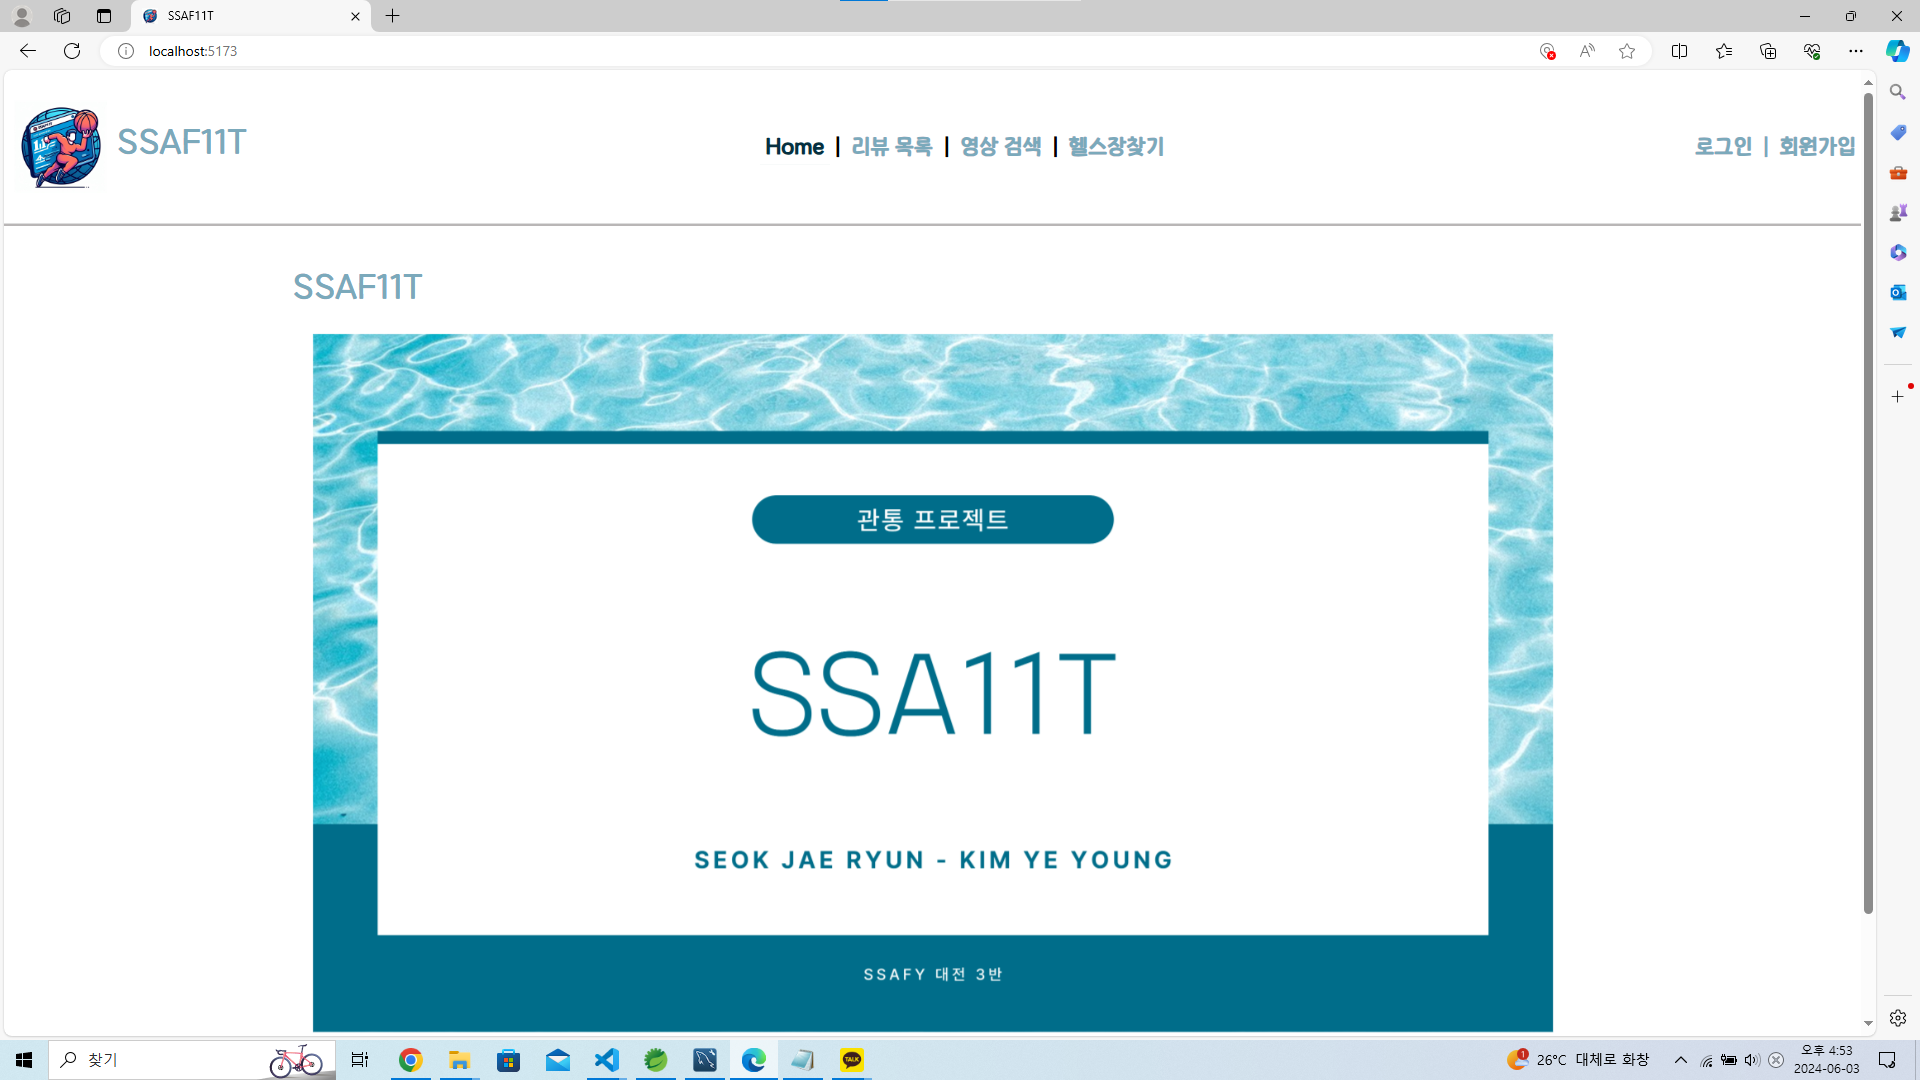 SSAF11T
localhost:5173
SSAF11T
Home | 리뷰 목록 | 영상 검색 | 헬스장찾기
로그인 | 회원가입
SSAF11T
관통 프로젝트
SSA11T
SEOK JAE RYUN - KIM YE YOUNG
SSAFY 대전 3반
찾기
TALK
1
26°C 대체로 화창
오후 4:53
2024-06-03